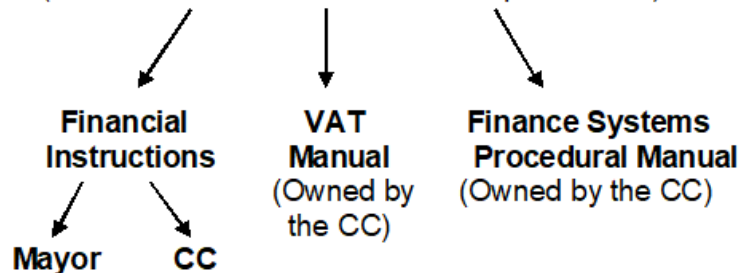 Financial
Instructions
VAT
Manual
(Owned by
the CC)
Finance Systems
Procedural Manual
(Owned by the CC)
Mayor
CC